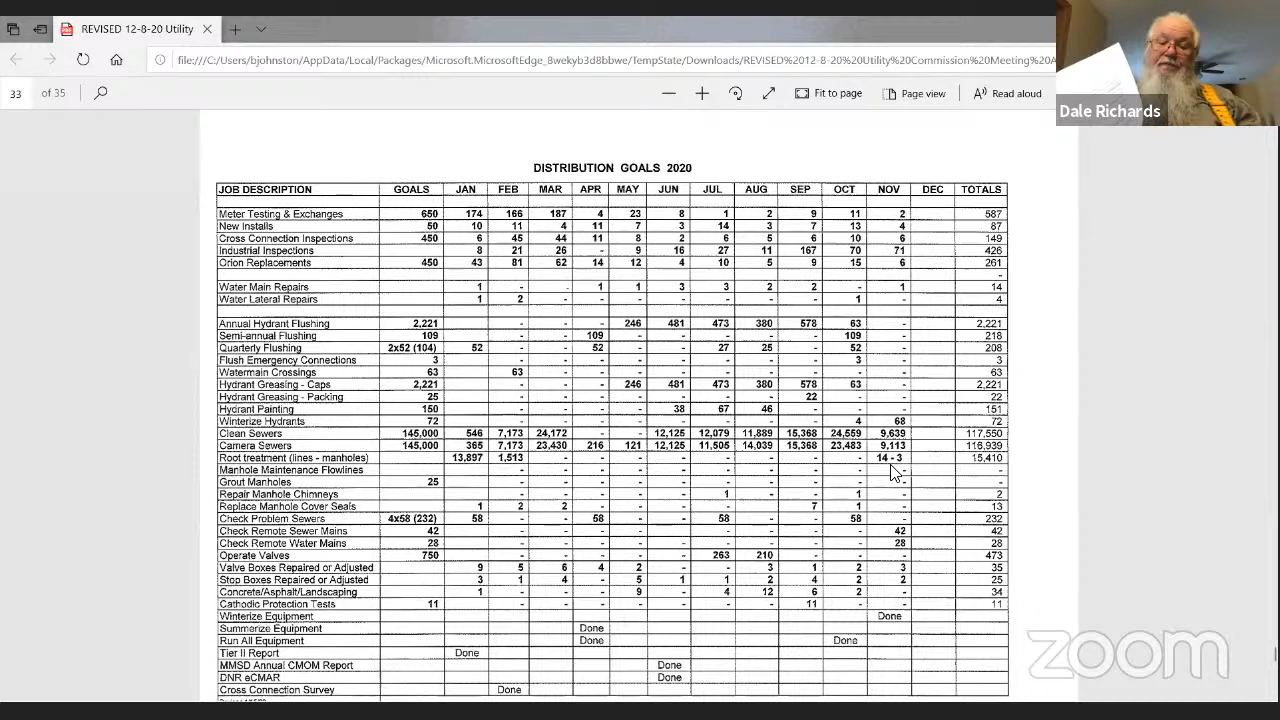 REVISED 12-8-20 Utility
file:///C:/Users/bjohnston/AppData/Local/Packages/Microsoft.MicrosoftEdge_8wekyb3d8bbwe/TempState/Downloads/REVISED%2012-8-20%20Utility%20Commission%20Meeting%20A
33 of 35 Fit to page Page view Read aloud
Dale Richards
DISTRIBUTION GOALS 2020
JOB DESCRIPTION GOALS JAN FEB MAR APR MAY JUN JUL AUG SEP OCT NOV DEC TOTALS
Meter Testing & Exchanges 650 174 166 187 4 23 8 1 2 9 11 2 587
New Installs 50 10 11 4 11 7 3 14 3 7 13 4 87
Cross Connection Inspections 450 6 45 44 11 8 2 6 5 6 10 6 149
Industrial Inspections 8 21 26 - 9 16 27 11 167 70 71 426
Orion Replacements 450 43 81 62 14 12 4 10 5 9 15 6 261
-
Water Main Repairs 1 - - 1 1 3 3 2 2 - 1 14
Water Lateral Repairs 1 2 - - - - - - - 1 - 4
Annual Hydrant Flushing 2,221 - - - 246 481 473 380 578 63 - 2,221
Semi-annual Flushing 109 - - 109 - - - - - 109 - 218
Quarterly Flushing 2x52 (104) 52 - - 52 - - 27 25 - 52 - 208
Flush Emergency Connections 3 - - - - - - - - 3 - 3
Watermain Crossings 63 63 - - - - - - - - - 63
Hydrant Greasing - Caps 2,221 - - - 246 481 473 380 578 63 - 2,221
Hydrant Greasing - Packing 25 - - - - - - - 22 - - 22
Hydrant Painting 150 - - - - 38 67 46 - - - 151
Winterize Hydrants 72 - - - - - - - - 4 68 72
Clean Sewers 145,000 546 7,173 24,172 - - 12,125 12,079 11,889 15,368 24,559 9,639 117,550
Camera Sewers 145,000 365 7,173 23,430 216 121 12,125 11,505 14,039 15,368 23,483 9,113 116,939
Root treatment (lines - manholes) 13,897 1,513 - - - - - - - - 14 - 3 15,410
Manhole Maintenance Flowlines - - - - - - - - - - -
Grout Manholes 25 - - - - - - - - - - -
Repair Manhole Chimneys - - - - - 1 - - 1 - 2
Replace Manhole Cover Seals 1 2 2 - - - - - 7 1 - 13
Check Problem Sewers 4x58 (232) 58 - - 58 - - 58 - - 58 - 232
Check Remote Sewer Mains 42 - - - - - - - - - 42 42
Check Remote Water Mains 28 - - - - - - - - - 28 28
Operate Valves 750 - - - - - 263 210 - - - 473
Valve Boxes Repaired or Adjusted 9 5 6 4 2 - - 3 1 2 3 35
Stop Boxes Repaired or Adjusted 3 1 4 - 5 1 1 2 4 2 2 25
Concrete/Asphalt/Landscaping 1 - - - 9 - 4 12 6 2 - 34
Cathodic Protection Tests 11 - - - - - - - 11 - - 11
Winterize Equipment Done
Summerize Equipment Done
Run All Equipment Done Done
Tier II Report Done
MMSD Annual CMOM Report Done
DNR eCMAR Done
Cross Connection Survey Done
zoom